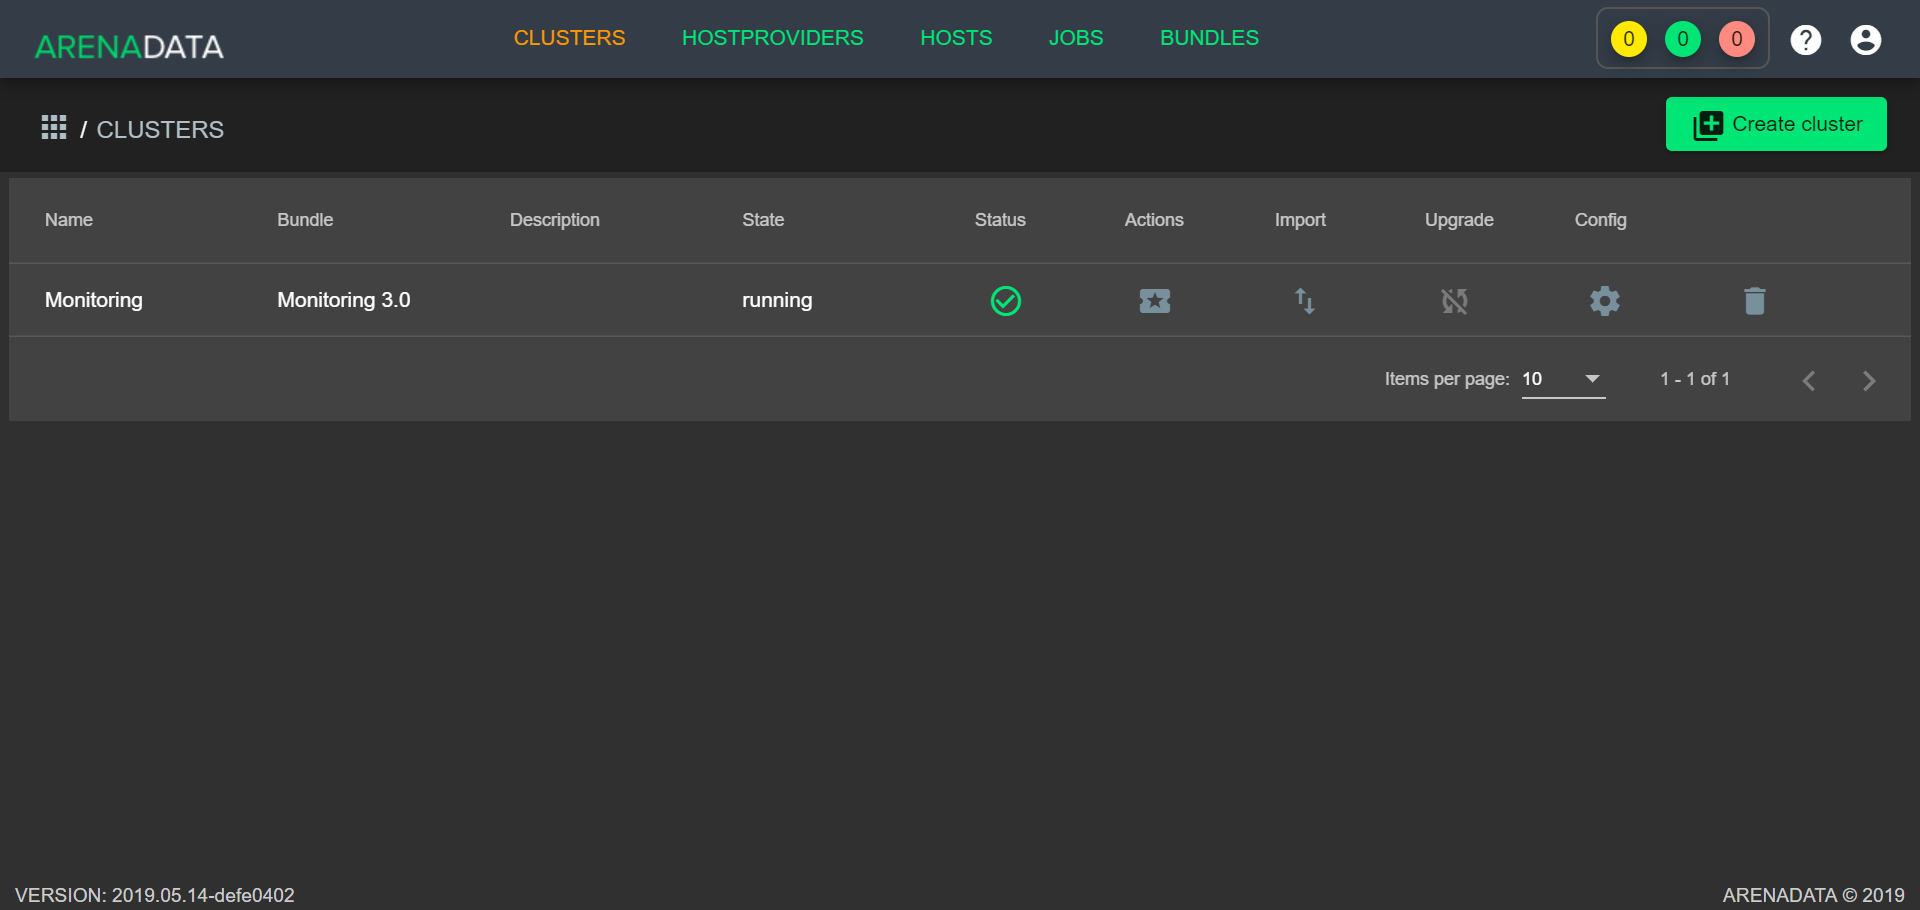 ARENADATA CLUSTERS HOSTPROVIDERS HOSTS JOBS BUNDLES 0 0 0 ?
/ CLUSTERS Create cluster
Name Bundle Description State Status Actions Import Upgrade Config
Monitoring Monitoring 3.0 running
Items per page: 10 1 - 1 of 1
VERSION: 2019.05.14-defe0402 ARENADATA © 2019